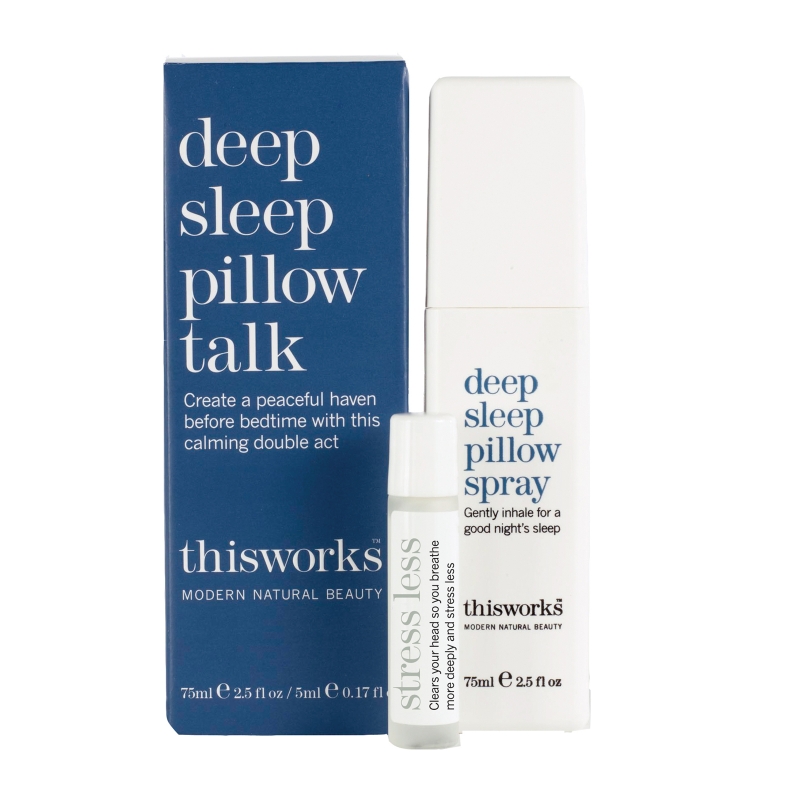 deep
sleep
pillow
talk
Create a peaceful haven
before bedtime with this
calming double act
thisworks™
MODERN NATURAL BEAUTY
75ml ℮ 2.5 fl oz / 5ml ℮ 0.17 fl
stress less
Clears your head so you breathe
more deeply and stress less
deep
sleep
pillow
spray
Gently inhale for a
good night's sleep
thisworks™
MODERN NATURAL BEAUTY
75ml ℮ 2.5 fl oz